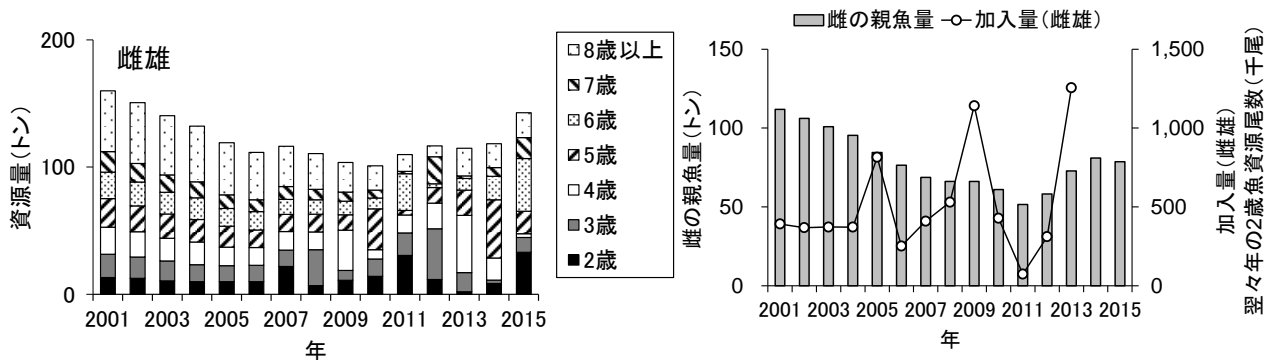 雌雄
資源量(トン)
200
100
0
2001
2003
2005
2007
2009
2011
2013
2015
年
8歳以上
7歳
6歳
5歳
4歳
3歳
2歳
雌の親魚量
加入量(雌雄)
雌の親魚量(トン)
150
100
50
0
2001
2003
2005
2007
2009
2011
2013
2015
年
1,500
1,000
500
0
加入量(雌雄)
翌々年の2歳魚資源尾数(千尾)